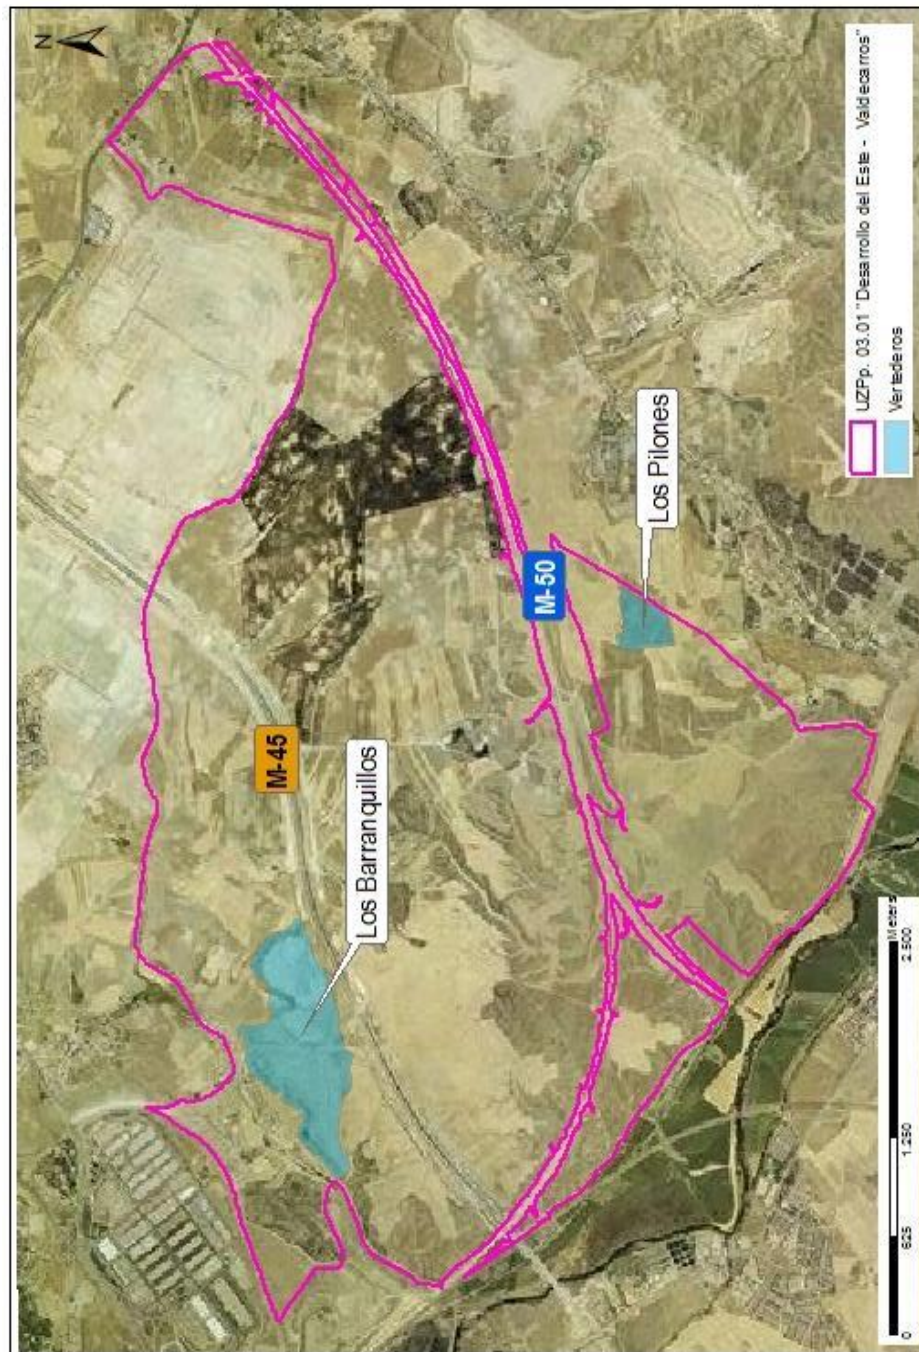 N
M-45
Los Barranquillos
M-50
Los Pilones
UZPp. 03.01 "Desarrollo del Este - Valdecarros"
Vertederos
0 625 1.250 2.500
Meters